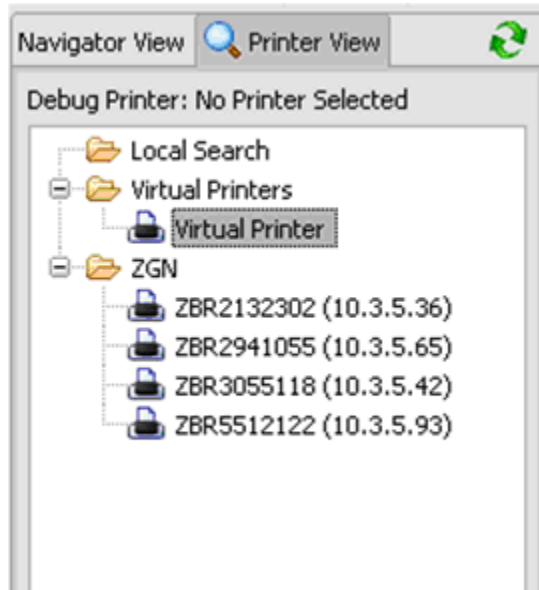 Navigator View Printer View
Debug Printer: No Printer Selected
Local Search
Virtual Printers
Virtual Printer
ZGN
ZBR2132302 (10.3.5.36)
ZBR2941055 (10.3.5.65)
ZBR3055118 (10.3.5.42)
ZBR5512122 (10.3.5.93)